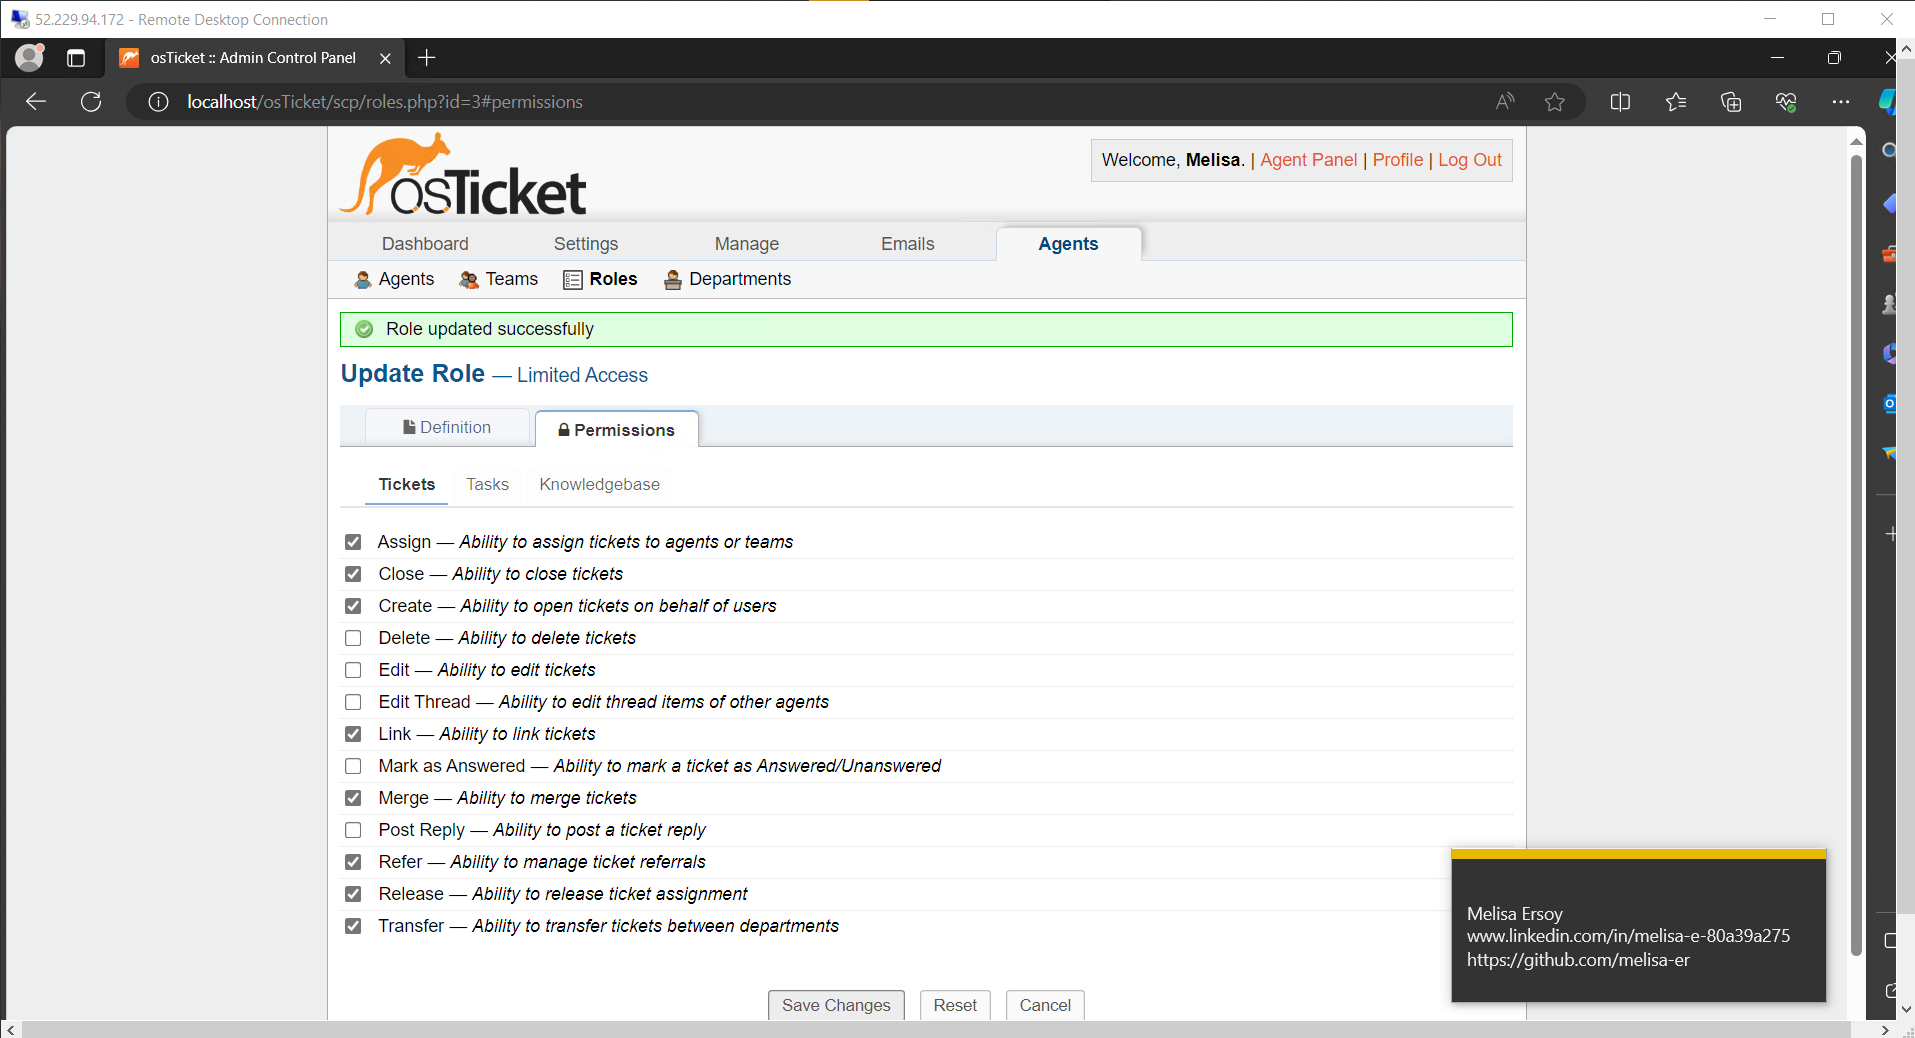 52.229.94.172 - Remote Desktop Connection
osTicket :: Admin Control Panel
localhost/osTicket/scp/roles.php?id=3#permissions
osTicket
Welcome, Melisa. | Agent Panel | Profile | Log Out
Dashboard Settings Manage Emails Agents
Agents Teams Roles Departments
Role updated successfully
Update Role — Limited Access
Definition Permissions
Tickets Tasks Knowledgebase
Assign — Ability to assign tickets to agents or teams
Close — Ability to close tickets
Create — Ability to open tickets on behalf of users
Delete — Ability to delete tickets
Edit — Ability to edit tickets
Edit Thread — Ability to edit thread items of other agents
Link — Ability to link tickets
Mark as Answered — Ability to mark a ticket as Answered/Unanswered
Merge — Ability to merge tickets
Post Reply — Ability to post a ticket reply
Refer — Ability to manage ticket referrals
Release — Ability to release ticket assignment
Transfer — Ability to transfer tickets between departments
Melisa Ersoy
www.linkedin.com/in/melisa-e-80a39a275
https://github.com/melisa-er
Save Changes Reset Cancel